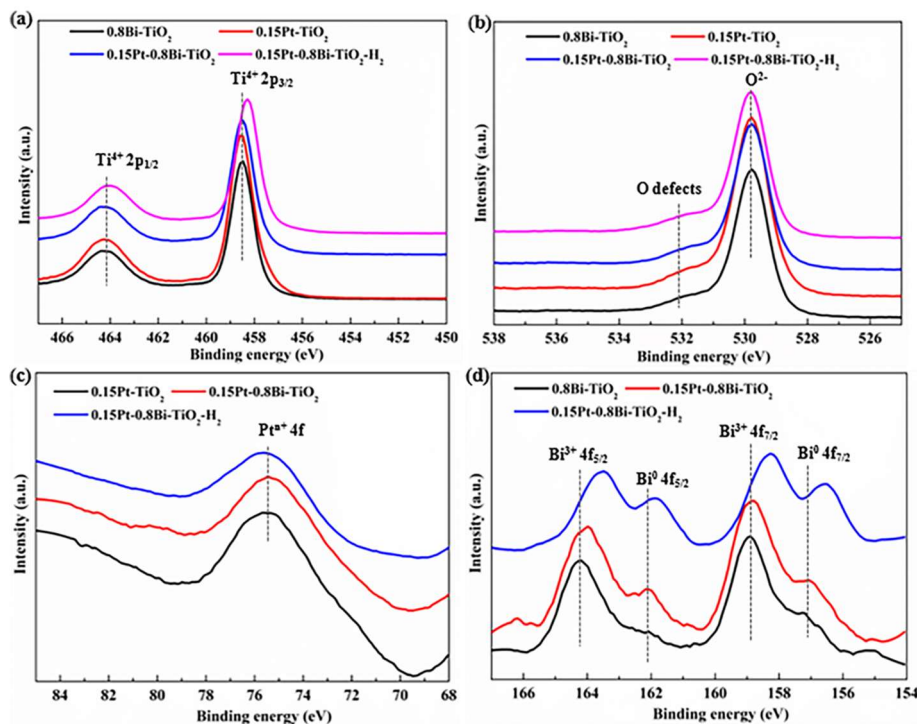 (a)
0.8Bi-TiO₂ 0.15Pt-TiO₂
0.15Pt-0.8Bi-TiO₂ 0.15Pt-0.8Bi-TiO₂-H₂
Ti⁴⁺ 2p₃/₂
Ti⁴⁺ 2p₁/₂
Intensity (a.u.)
466 464 462 460 458 456 454 452 450
Binding energy (eV)
(b)
0.8Bi-TiO₂ 0.15Pt-TiO₂
0.15Pt-0.8Bi-TiO₂ 0.15Pt-0.8Bi-TiO₂-H₂
O²⁻
O defects
Intensity (a.u.)
538 536 534 532 530 528 526
Binding energy (eV)
(c)
0.15Pt-TiO₂ 0.15Pt-0.8Bi-TiO₂
0.15Pt-0.8Bi-TiO₂-H₂
Ptⁿ⁺ 4f
Intensity (a.u.)
84 82 80 78 76 74 72 70 68
Binding energy (eV)
(d)
0.8Bi-TiO₂ 0.15Pt-0.8Bi-TiO₂
0.15Pt-0.8Bi-TiO₂-H₂
Bi³⁺ 4f₅/₂ Bi⁰ 4f₅/₂ Bi³⁺ 4f₇/₂ Bi⁰ 4f₇/₂
Intensity (a.u.)
166 164 162 160 158 156 154
Binding energy (eV)